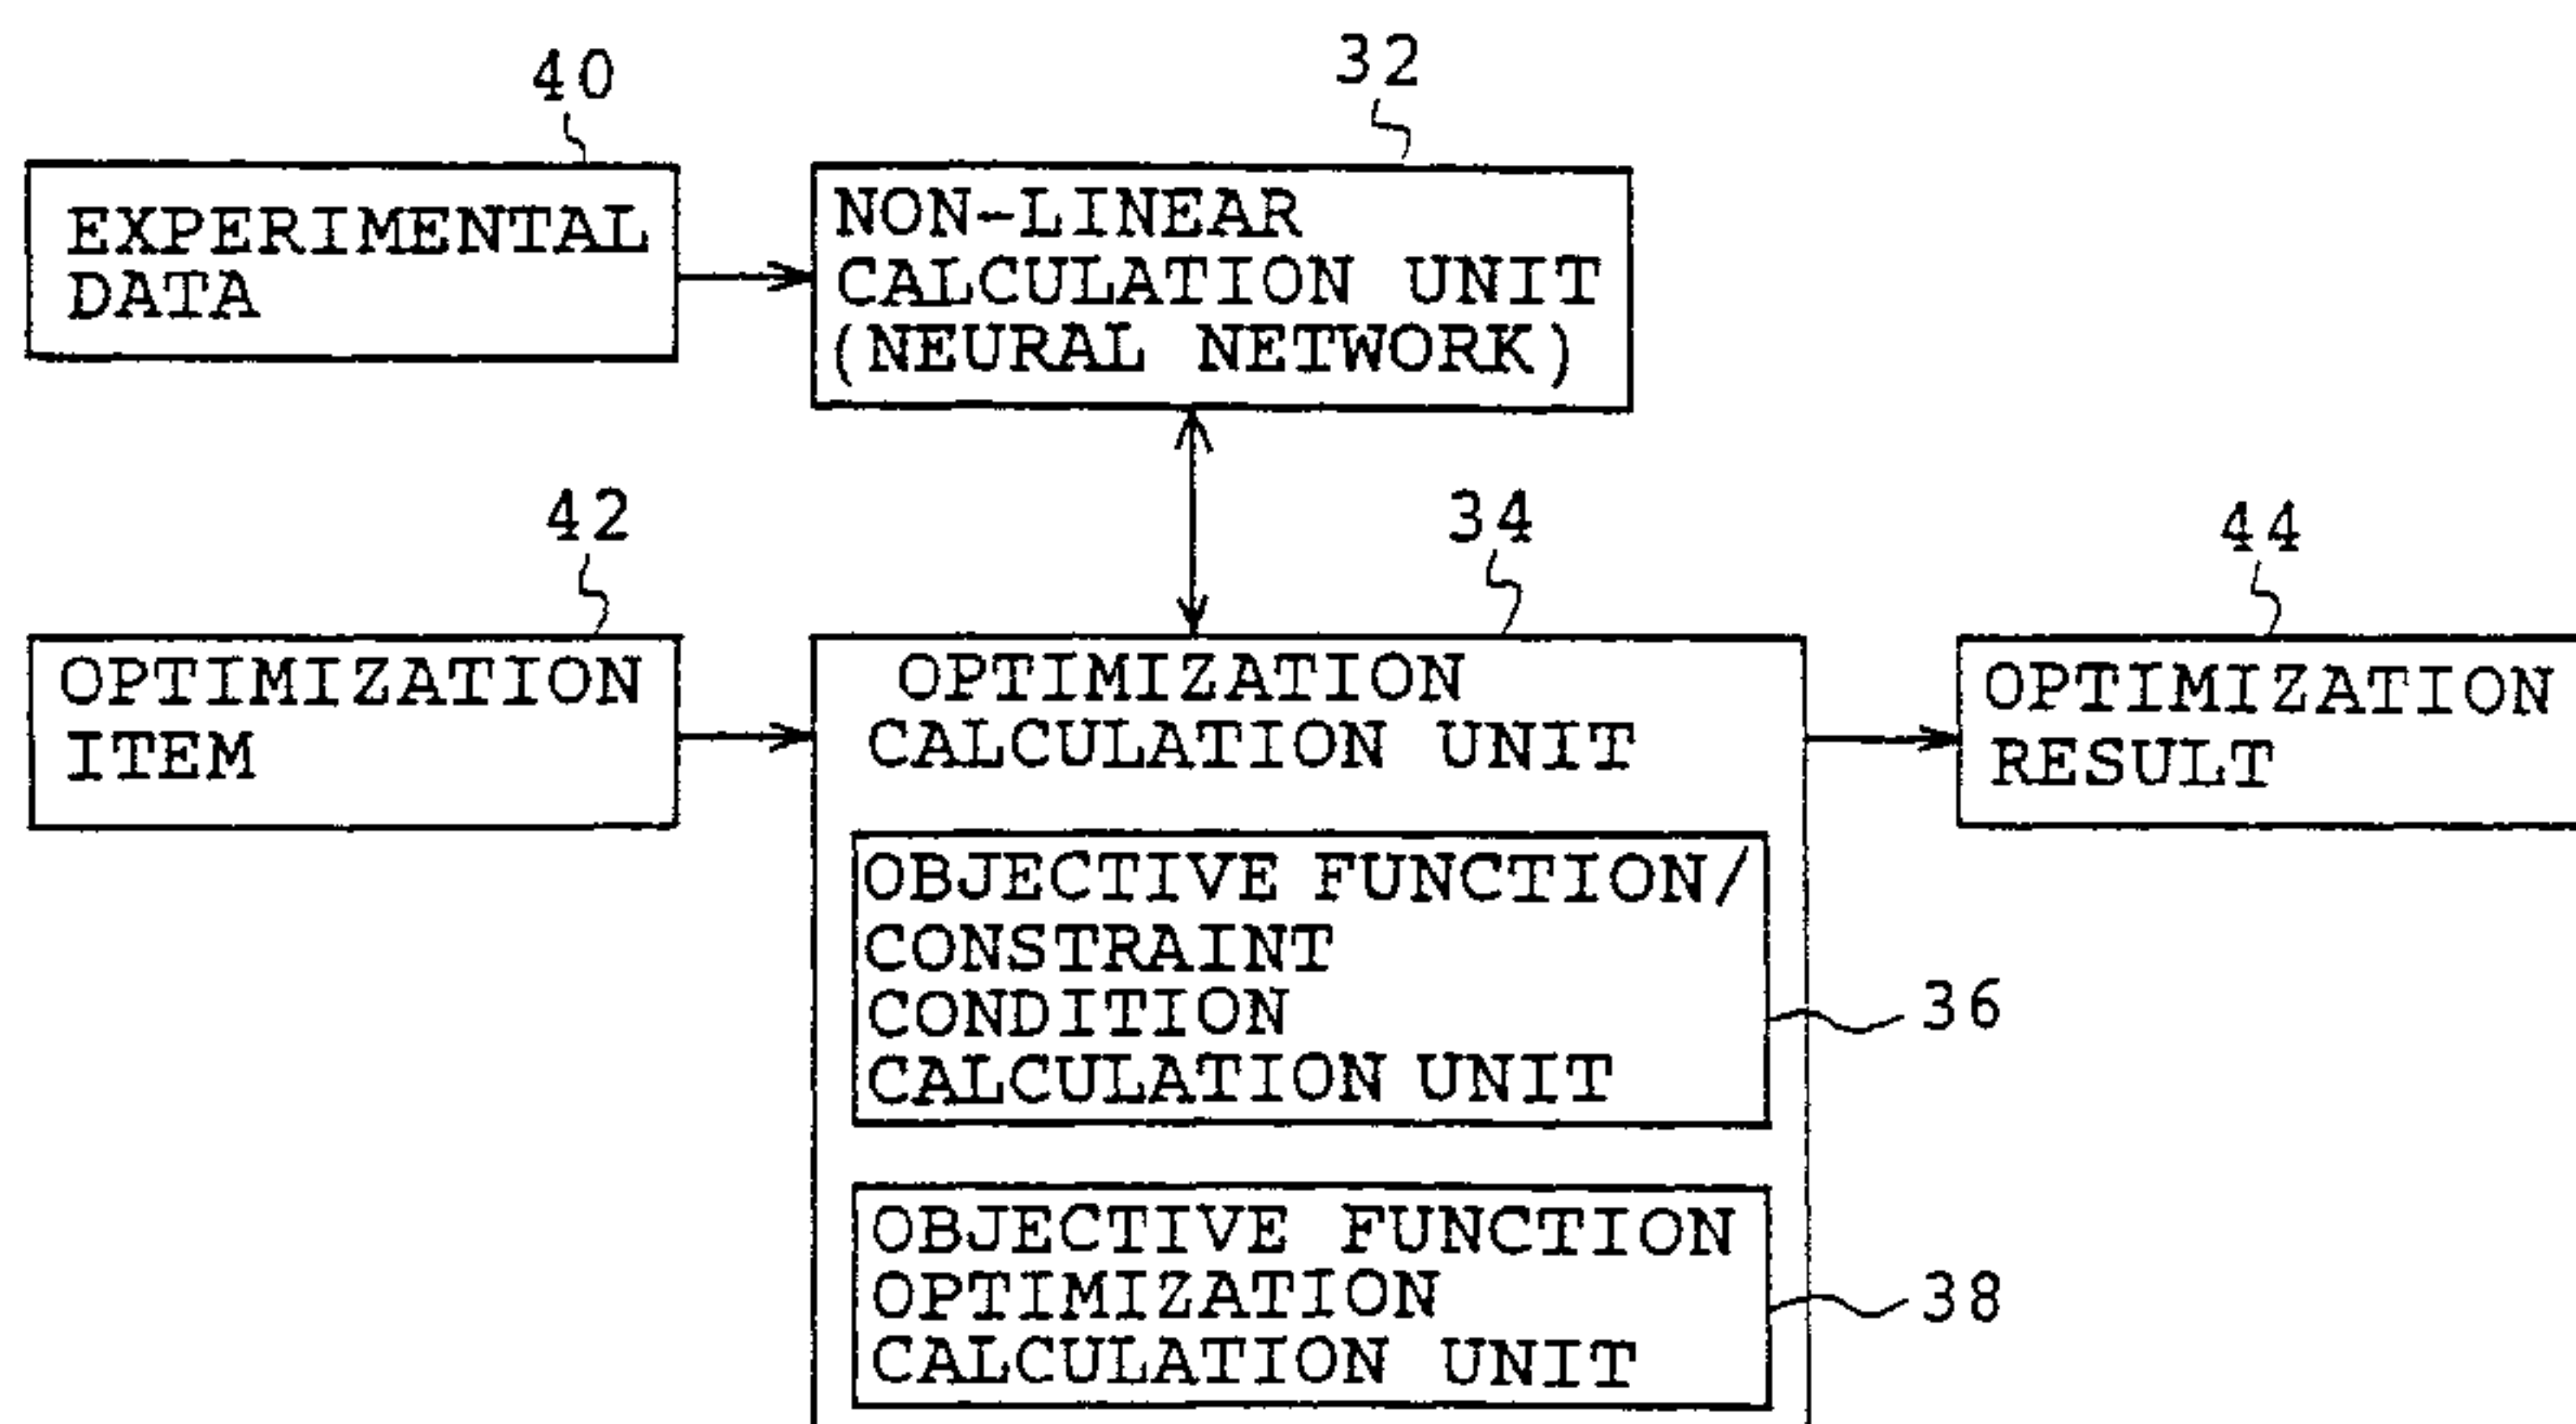 40
32
EXPERIMENTAL
DATA
NON-LINEAR
CALCULATION UNIT
(NEURAL NETWORK)
42
34
44
OPTIMIZATION
ITEM
OPTIMIZATION
CALCULATION UNIT
OPTIMIZATION
RESULT
OBJECTIVE FUNCTION/
CONSTRAINT
CONDITION
CALCULATION UNIT
36
OBJECTIVE FUNCTION
OPTIMIZATION
CALCULATION UNIT
38